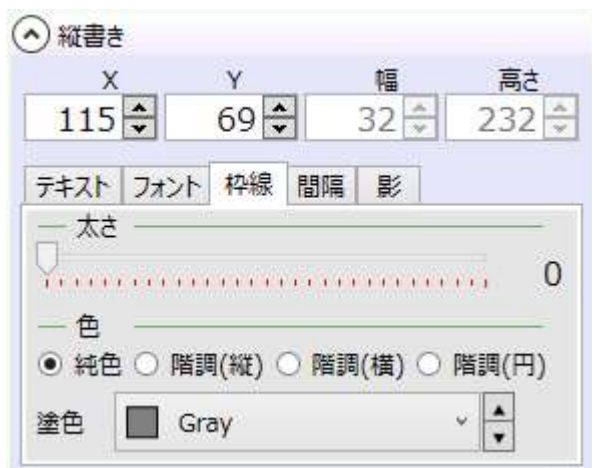 縦書き
X Y 幅 高さ
115 69 32 232
テキスト フォント 枠線 間隔 影
太さ
0
色
純色 階調(縦) 階調(横) 階調(円)
塗色 Gray